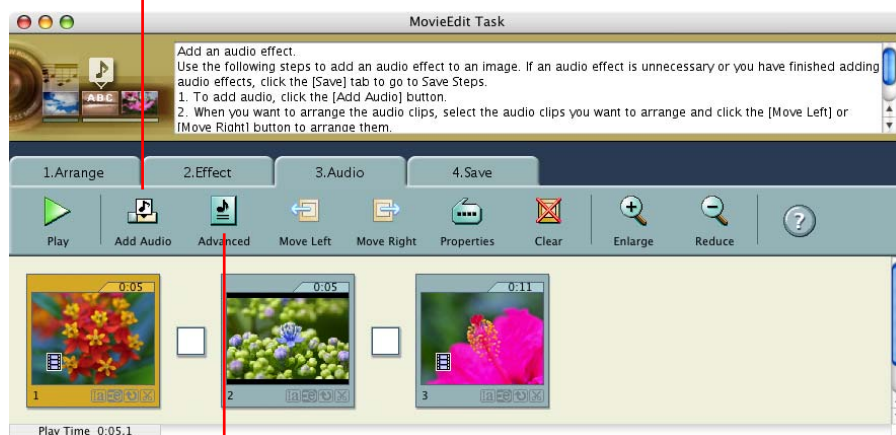 MovieEdit Task
Add an audio effect.
Use the following steps to add an audio effect to an image. If an audio effect is unnecessary or you have finished adding
audio effects, click the [Save] tab to go to Save Steps.
1. To add audio, click the [Add Audio] button.
2. When you want to arrange the audio clips, select the audio clips you want to arrange and click the [Move Left] or
[Move Right] button to arrange them.
ABC
1.Arrange 2.Effect 3.Audio 4.Save
Play Add Audio Advanced Move Left Move Right Properties Clear Enlarge Reduce ?
0:05 0:05 0:11
1 2 3
Play Time 0:05.1